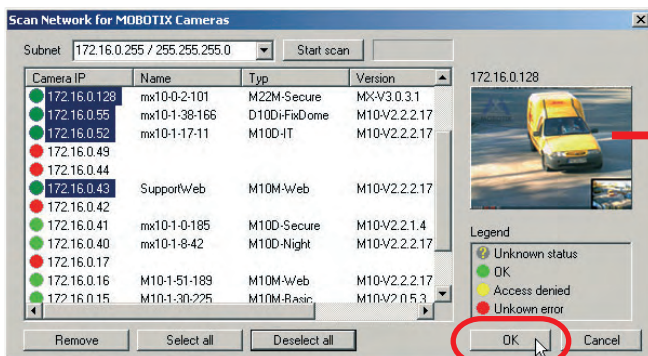 Scan Network for MOBOTIX Cameras
Subnet 172.16.0.255 / 255.255.255.0 Start scan
Camera IP Name Typ Version
172.16.0.128 mx10-0-2-101 M22M-Secure MX-V3.0.3.1
172.16.0.55 mx10-1-38-166 D10Di-FixDome M10-V2.2.2.17
172.16.0.52 mx10-1-17-11 M10D-IT M10-V2.2.2.17
172.16.0.49
172.16.0.44
172.16.0.43 SupportWeb M10M-Web M10-V2.2.2.17
172.16.0.42
172.16.0.41 mx10-1-0-185 M10D-Secure M10-V2.2.1.4
172.16.0.40 mx10-1-8-42 M10D-Night M10-V2.2.2.17
172.16.0.17
172.16.0.16 M10-1-51-189 M10M-Web M10-V2.2.2.17
172.16.0.15 M10-1-30-225 M10M-Basic M10-V2.0.5.3
172.16.0.128
Legend
Unknown status
OK
Access denied
Unkown error
Remove Select all Deselect all OK Cancel